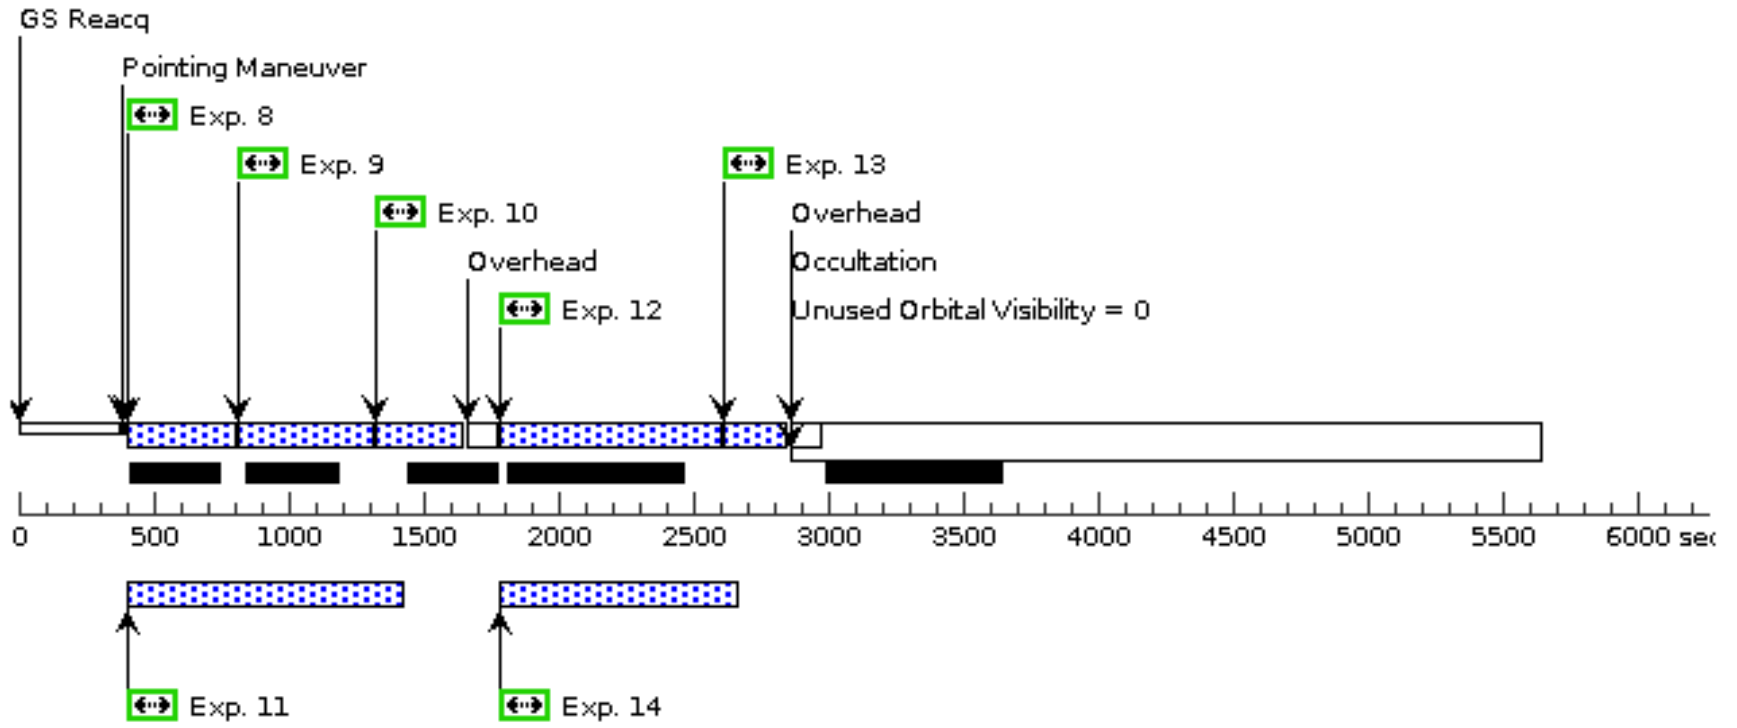 GS Reacq
Pointing Maneuver
Exp. 8
Exp. 9
Exp. 13
Exp. 10
Overhead
Overhead
Occultation
Exp. 12
Unused Orbital Visibility = 0
0 500 1000 1500 2000 2500 3000 3500 4000 4500 5000 5500 6000 sec
Exp. 11
Exp. 14